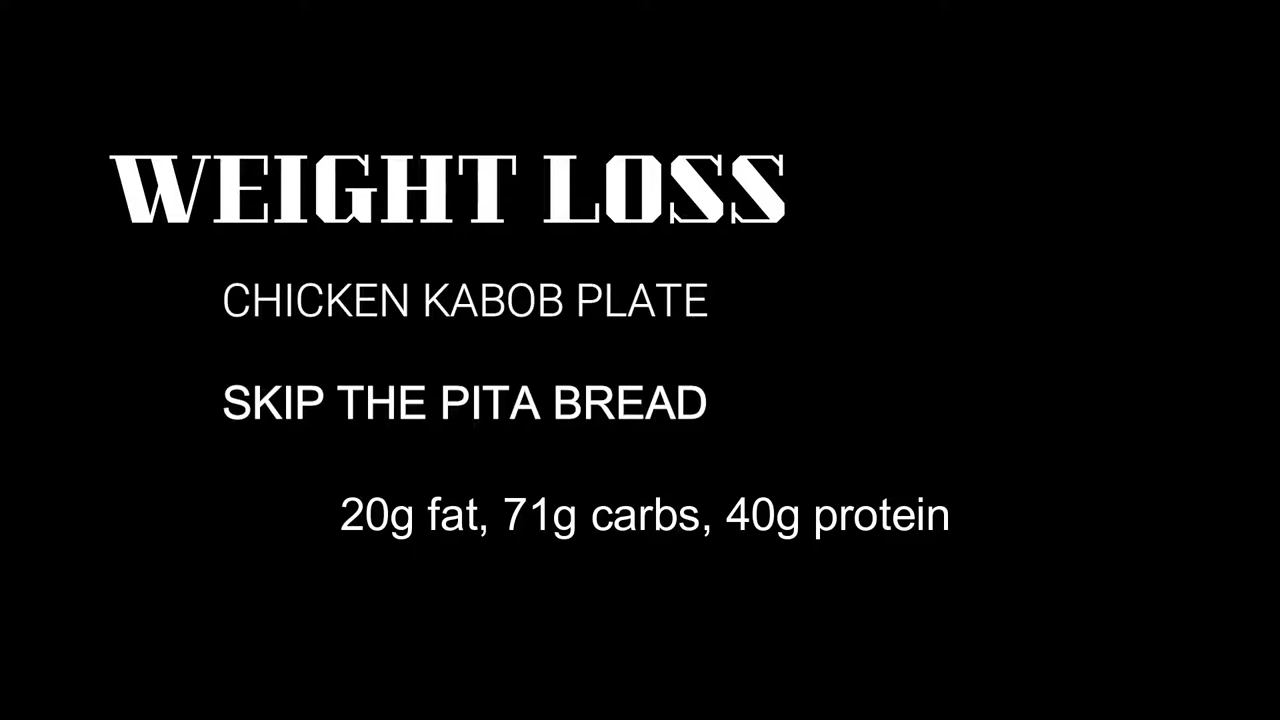 WEIGHT LOSS
CHICKEN KABOB PLATE
SKIP THE PITA BREAD
20g fat, 71g carbs, 40g protein